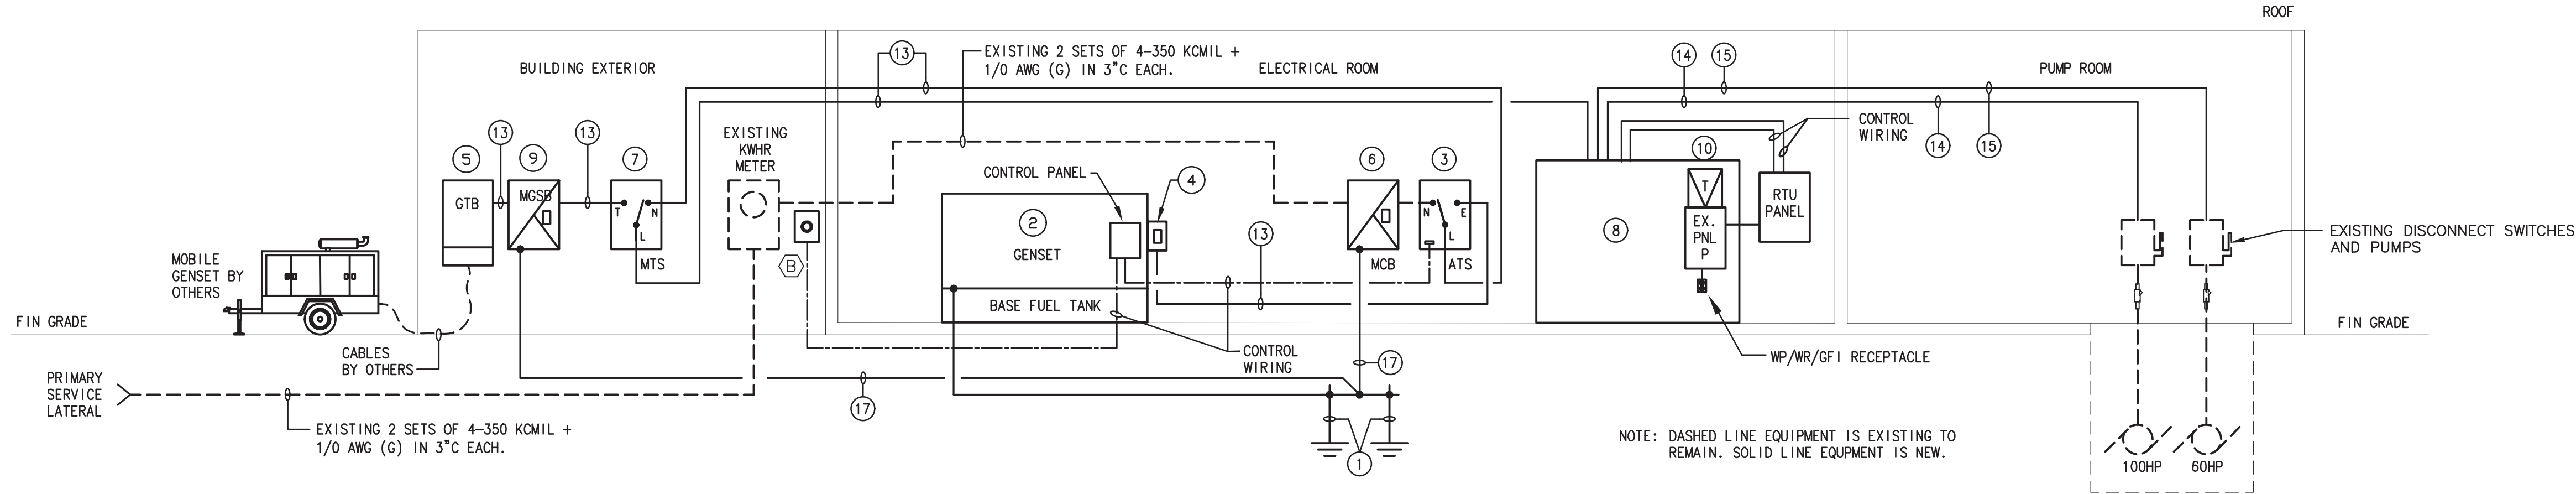 ROOF
BUILDING EXTERIOR
13
EXISTING 2 SETS OF 4-350 KCMIL +
1/0 AWG (G) IN 3"C EACH.
ELECTRICAL ROOM
14
15
PUMP ROOM
13
13
5
9
7
EXISTING
KWHR
METER
CONTROL PANEL
4
6
3
10
CONTROL
WIRING
14
15
GTB
MGSB
T
N
L
MTS
B
2
GENSET
BASE FUEL TANK
13
MCB
N
E
L
ATS
8
T
EX.
PNL
P
RTU
PANEL
EXISTING DISCONNECT SWITCHES
AND PUMPS
MOBILE
GENSET BY
OTHERS
FIN GRADE
FIN GRADE
CABLES
BY OTHERS
CONTROL
WIRING
17
WP/WR/GFI RECEPTACLE
PRIMARY
SERVICE
LATERAL
17
EXISTING 2 SETS OF 4-350 KCMIL +
1/0 AWG (G) IN 3"C EACH.
1
NOTE: DASHED LINE EQUIPMENT IS EXISTING TO
REMAIN. SOLID LINE EQUPMENT IS NEW.
100HP
60HP